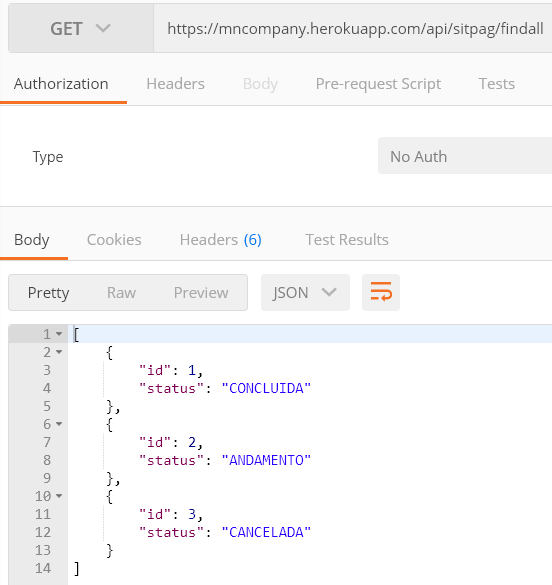 GET https://mncompany.herokuapp.com/api/sitpag/findall
Authorization Headers Body Pre-request Script Tests
Type No Auth
Body Cookies Headers (6) Test Results
Pretty Raw Preview JSON
1 [
2 {
3 "id": 1,
4 "status": "CONCLUIDA"
5 },
6 {
7 "id": 2,
8 "status": "ANDAMENTO"
9 },
10 {
11 "id": 3,
12 "status": "CANCELADA"
13 }
14 ]